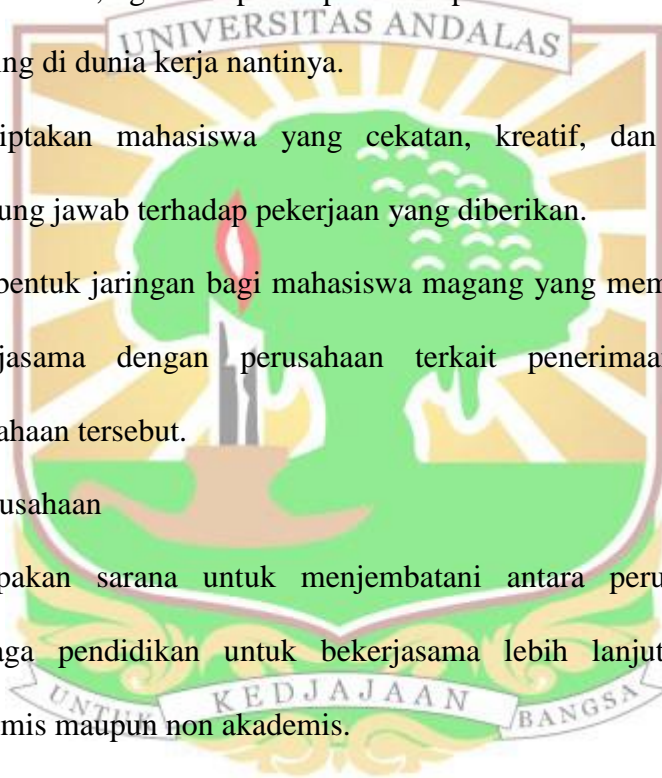 UNIVERSITAS ANDALAS
ng di dunia kerja nantinya.
iptakan mahasiswa yang cekatan, kreatif, dan
ung jawab terhadap pekerjaan yang diberikan.
bentuk jaringan bagi mahasiswa magang yang mem
jasama dengan perusahaan terkait penerimaa
ahaan tersebut.
usahaan
pakan sarana untuk menjembatani antara peru
aga pendidikan untuk bekerjasama lebih lanjut
mis maupun non akademis.
UNTUK KEDJAJAAN BANGSA